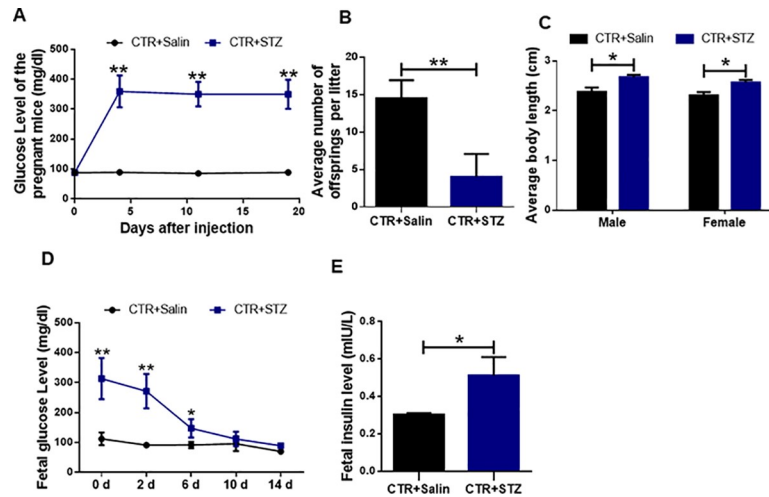 A
CTR+Salin CTR+STZ
Glucose Level of the
pregnant mice (mg/dl)
500
400
300
200
100
0
** ** **
0 5 10 15 20
Days after injection
B
Average number of
offsprings per litter
20
15
10
5
0
**
CTR+Salin CTR+STZ
C
CTR+Salin CTR+STZ
Average body length (cm)
3
2
1
0
* *
Male Female
D
CTR+Salin CTR+STZ
Fetal glucose Level (mg/dl)
500
400
300
200
100
0
** ** *
0 d 2 d 6 d 10 d 14 d
E
Fetal insulin level (mIU/L)
0.8
0.6
0.4
0.2
0.0
*
CTR+Salin CTR+STZ